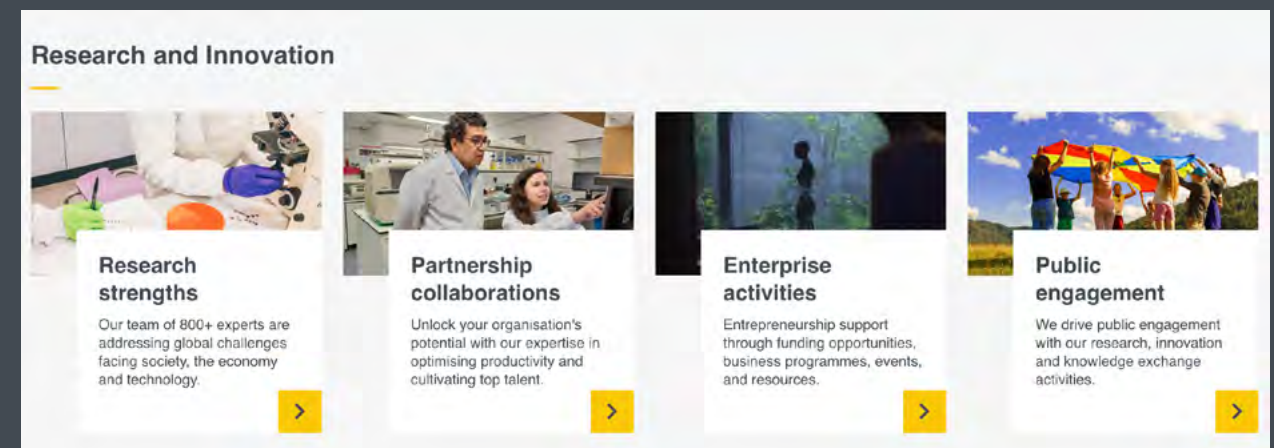 Research and Innovation
Research
strengths
Our team of 800+ experts are
addressing global challenges
facing society, the economy
and technology.
Partnership
collaborations
Unlock your organisation's
potential with our expertise in
optimising productivity and
cultivating top talent.
Enterprise
activities
Entrepreneurship support
through funding opportunities,
business programmes, events,
and resources.
Public
engagement
We drive public engagement
with our research, innovation
and knowledge exchange
activities.